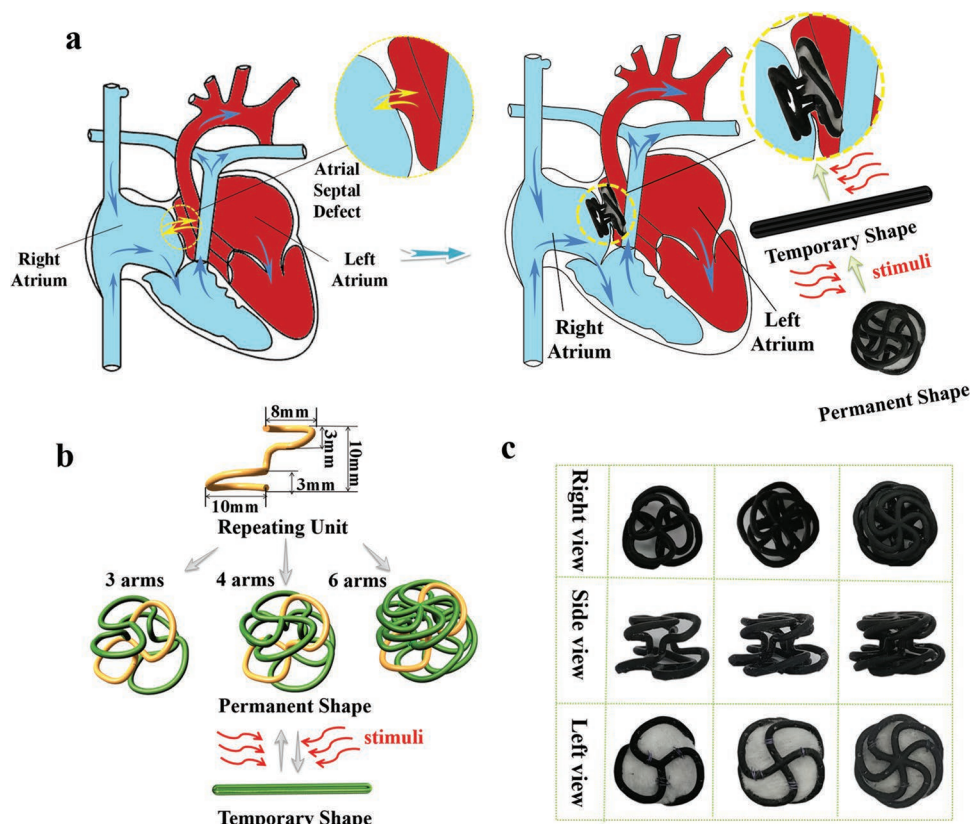 a
Atrial
Septal
Defect
Right
Atrium
Left
Atrium
Right
Atrium
Left
Atrium
Temporary Shape
stimuli
Permanent Shape
b
8mm
3mm
10mm
3mm
10mm
Repeating Unit
3 arms
4 arms
6 arms
Permanent Shape
stimuli
Temporary Shape
c
Right view
Side view
Left view